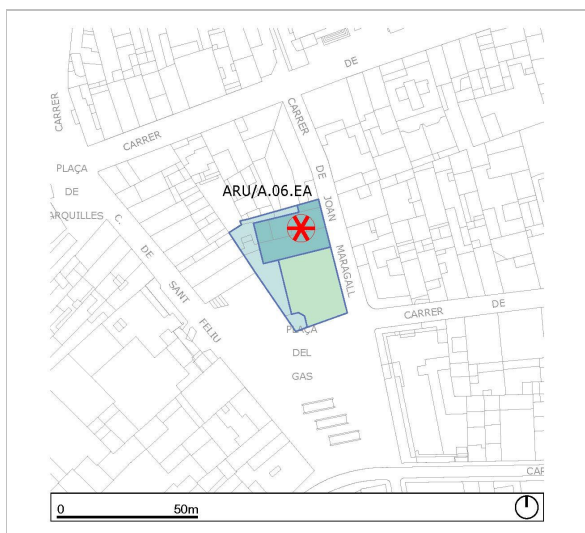 DE
CARRER
CARRER
CARRER
PLAÇA
DE
ARQUILLES
ARU/A.06.EA
DE
JOAN
MARAGALL
C.
DE
SANT
FELIU
CARRER DE
PLAÇA
DEL
GAS
CAR
0 50m